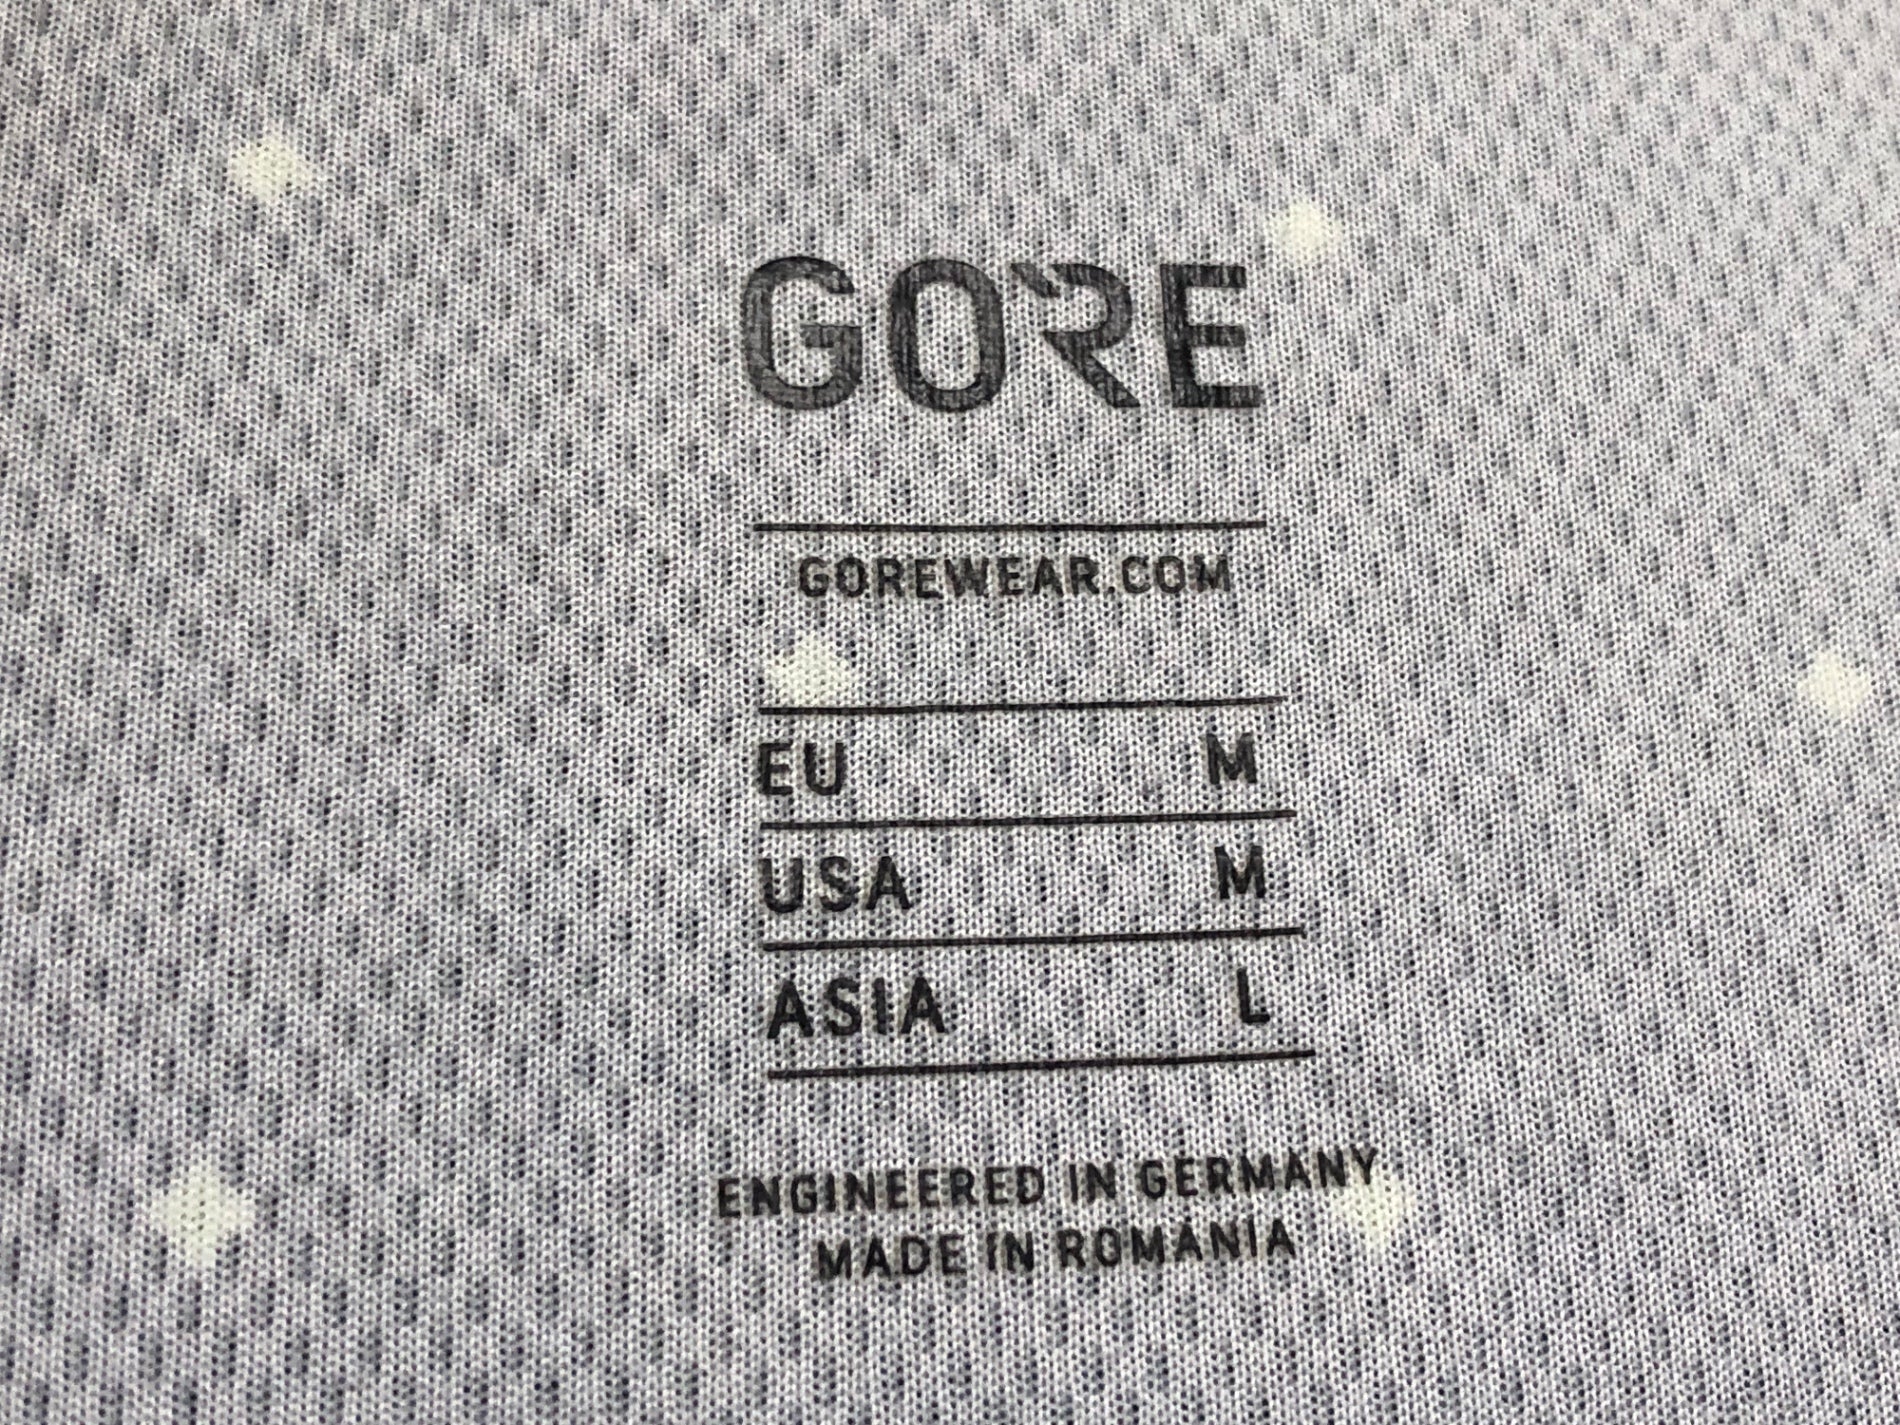 GORE
GOREWEAR.COM
EU M
USA M
ASIA L
ENGINEERED IN GERMANY
MADE IN ROMANIA